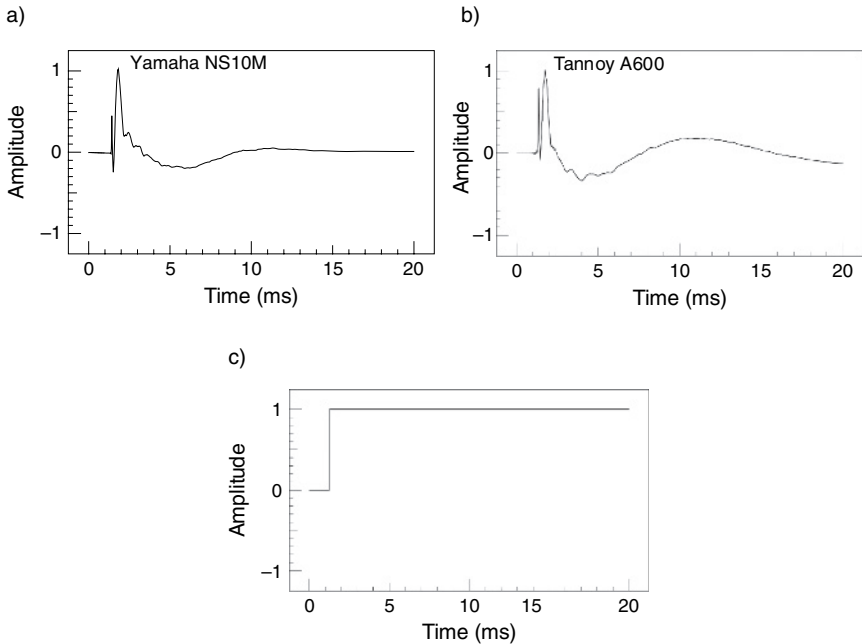 a)
Yamaha NS10M
1
0
–1
Amplitude
0 5 10 15 20
Time (ms)
b)
Tannoy A600
1
0
–1
Amplitude
0 5 10 15 20
Time (ms)
c)
1
0
–1
Amplitude
0 5 10 15 20
Time (ms)